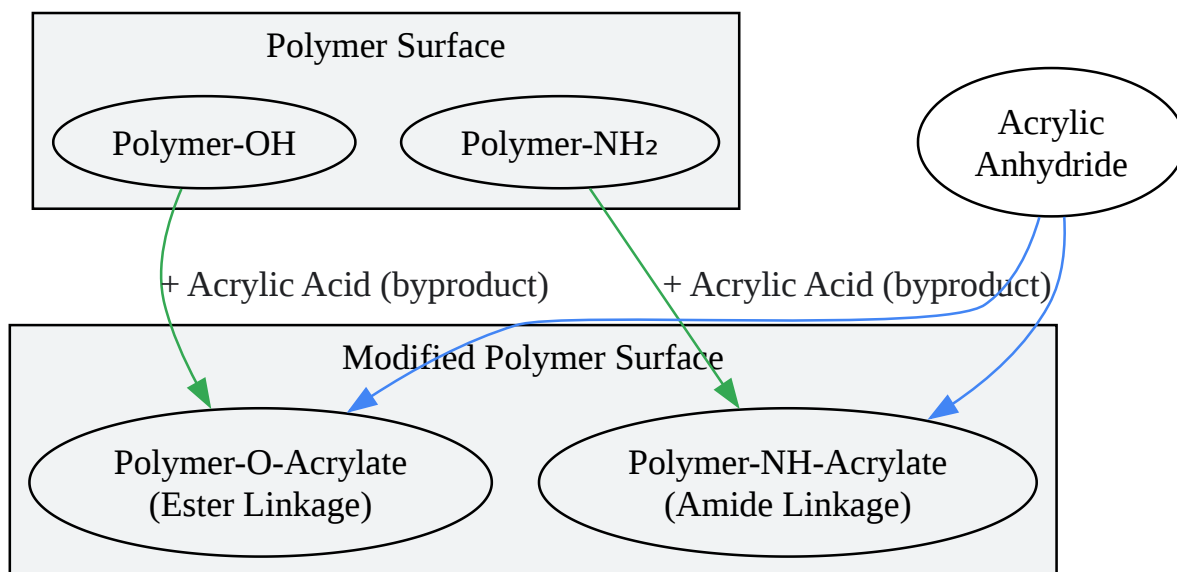 Polymer Surface
Polymer-OH
Polymer-NH₂
Acrylic
Anhydride
+ Acrylic Acid (byproduct)
+ Acrylic Acid (byproduct)
Modified Polymer Surface
Polymer-O-Acrylate
(Ester Linkage)
Polymer-NH-Acrylate
(Amide Linkage)